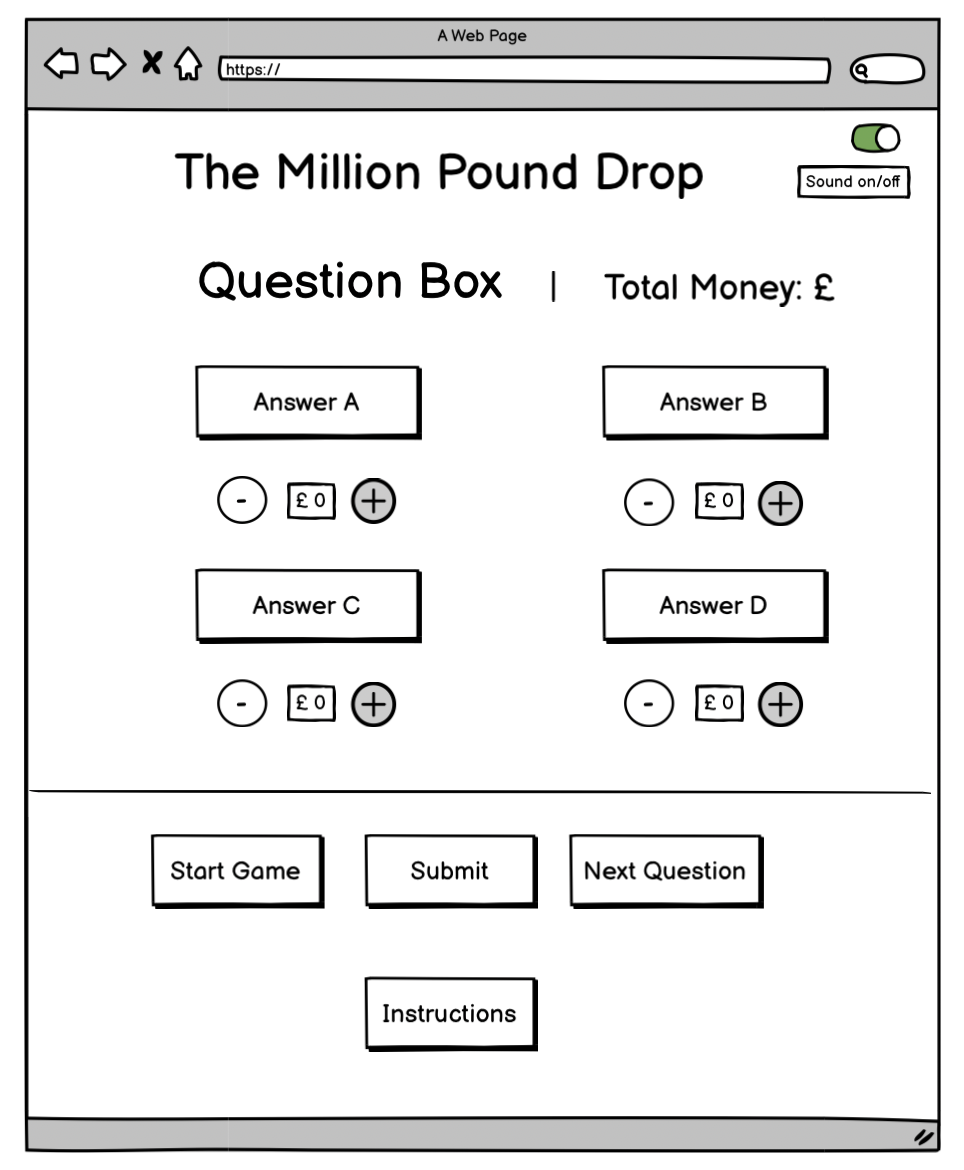 A Web Page
https://
The Million Pound Drop
Sound on/off
Question Box | Total Money: £
Answer A
Answer B
- £ 0 +
- £ 0 +
Answer C
Answer D
- £ 0 +
- £ 0 +
Start Game
Submit
Next Question
Instructions